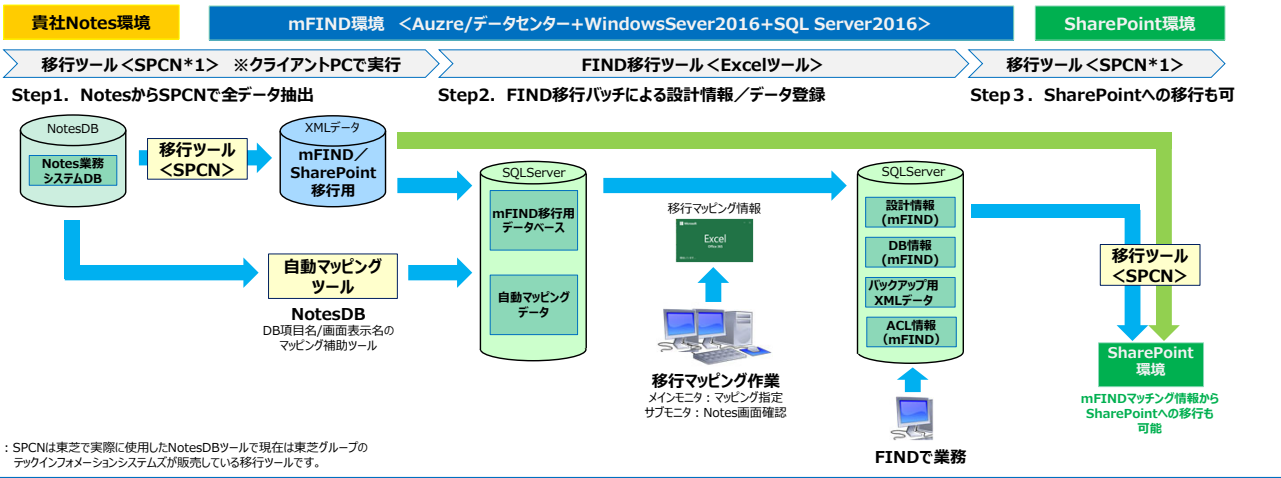 貴社Notes環境
mFIND環境 <Auzre/データセンター+WindowsSever2016+SQL Server2016>
SharePoint環境
移行ツール<SPCN*1> ※クライアントPCで実行
FIND移行ツール<Excelツール>
移行ツール<SPCN*1>
Step1. NotesからSPCNで全データ抽出
Step2. FIND移行バッチによる設計情報／データ登録
Step３. SharePointへの移行も可
NotesDB
Notes業務
システムDB
移行ツール
<SPCN>
XMLデータ
mFIND／
SharePoint
移行用
自動マッピング
ツール
NotesDB
DB項目名/画面表示名の
マッピング補助ツール
SQLServer
mFIND移行用
データベース
自動マッピング
データ
移行マッピング情報
Excel
移行マッピング作業
メインモニタ：マッピング指定
サブモニタ：Notes画面確認
SQLServer
設計情報
(mFIND)
DB情報
(mFIND)
バックアップ用
XMLデータ
ACL情報
(mFIND)
FINDで業務
移行ツール
<SPCN>
SharePoint
環境
mFINDマッチング情報から
SharePointへの移行も
可能
：SPCNは東芝で実際に使用したNotesDBツールで現在は東芝グループの
テックインフォメーションシステムズが販売している移行ツールです。